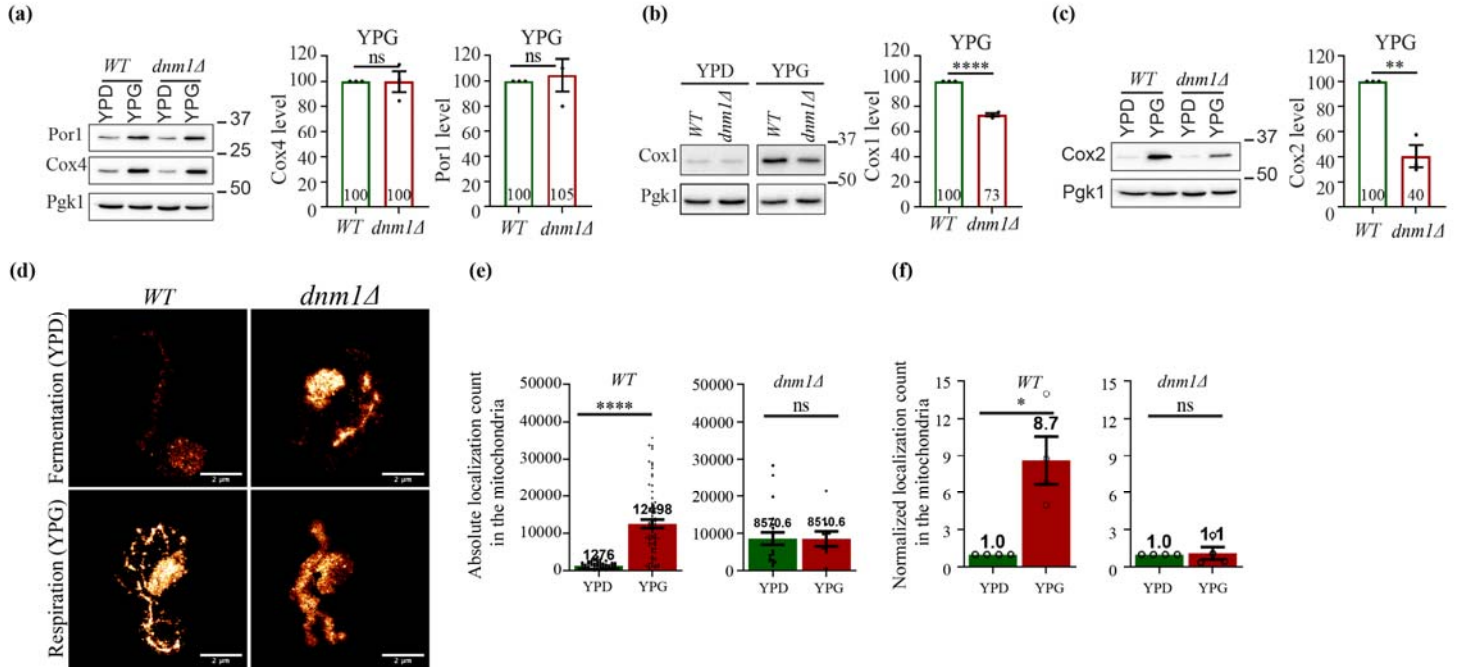 (a)
WT dnm1Δ
YPD YPG YPD YPG
Por1
Cox4
Pgk1
37
25
50
YPG
ns
Cox4 level
120
100
80
60
40
20
0
100 100
WT dnm1Δ
YPG
ns
Por1 level
120
100
80
60
40
20
0
100 105
WT dnm1Δ
(b)
YPD YPG
WT dnm1Δ WT dnm1Δ
Cox1
Pgk1
37
50
YPG
****
Cox1 level
120
100
80
60
40
20
0
100 73
WT dnm1Δ
(c)
WT dnm1Δ
YPD YPG YPD YPG
Cox2
Pgk1
37
50
YPG
**
Cox2 level
120
100
80
60
40
20
0
100 40
WT dnm1Δ
(d)
WT dnm1Δ
Fermentation (YPD)
2 µm 2 µm
Respiration (YPG)
2 µm 2 µm
(e)
Absolute localization count
in the mitochondria
WT
****
50000
40000
30000
20000
10000
0
1276 12498
YPD YPG
dnm1Δ
ns
50000
40000
30000
20000
10000
0
8570.6 8510.6
YPD YPG
(f)
Normalized localization count
in the mitochondria
WT
*
15
12
9
6
3
0
1.0 8.7
YPD YPG
dnm1Δ
ns
15
12
9
6
3
0
1.0 1.1
YPD YPG